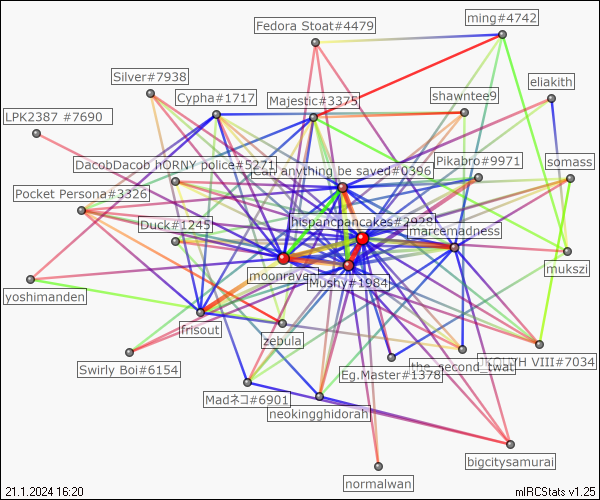 Fedora Stoat#4479
ming#4742
Silver#7938
eliakith
Cypha#1717
Majestic#3375
shawntee9
LPK2387 #7690
DacobDacob hORNY police#5271
Can anything be saved#0396
Pikabro#9971
somass
Pocket Persona#3326
Duck#1245
hispancpancakes#2928
marcemadness
moonraye
Mushy#1984
mukszi
yoshimanden
frisout
zebula
Swirly Boi#6154
Eg.Master#1378
the_second_twat
VIII#7034
Madネコ#6901
neokingghidorah
bigcitysamurai
normalwan
21.1.2024 16:20
mIRCStats v1.25